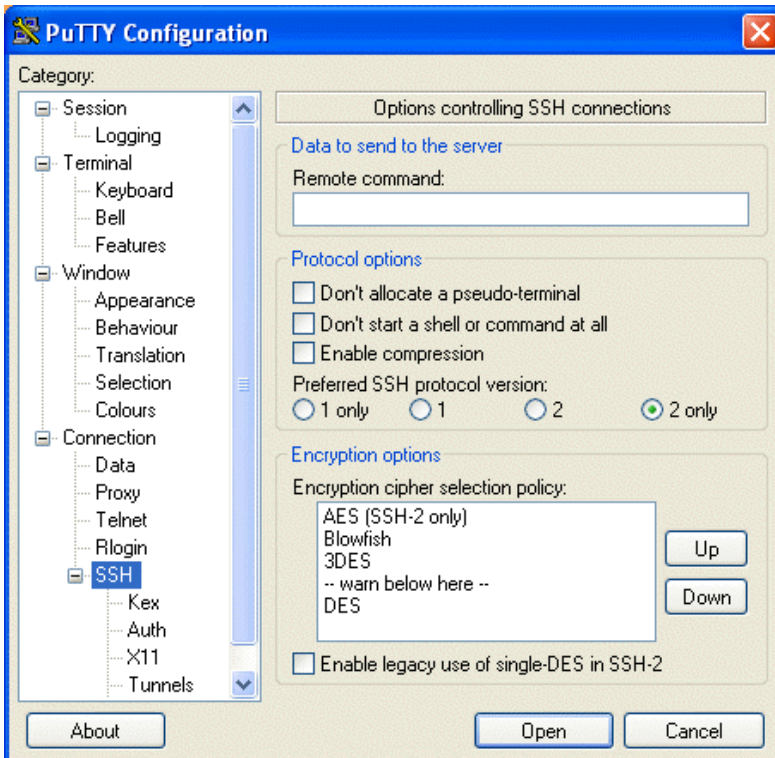 PuTTY Configuration
Category:
Session
Logging
Terminal
Keyboard
Bell
Features
Window
Appearance
Behaviour
Translation
Selection
Colours
Connection
Data
Proxy
Telnet
Rlogin
SSH
Kex
Auth
X11
Tunnels
Options controlling SSH connections
Data to send to the server
Remote command:
Protocol options
Don't allocate a pseudo-terminal
Don't start a shell or command at all
Enable compression
Preferred SSH protocol version:
1 only 1 2 2 only
Encryption options
Encryption cipher selection policy:
AES (SSH-2 only)
Blowfish
3DES
-- warn below here --
DES
Up
Down
Enable legacy use of single-DES in SSH-2
About Open Cancel